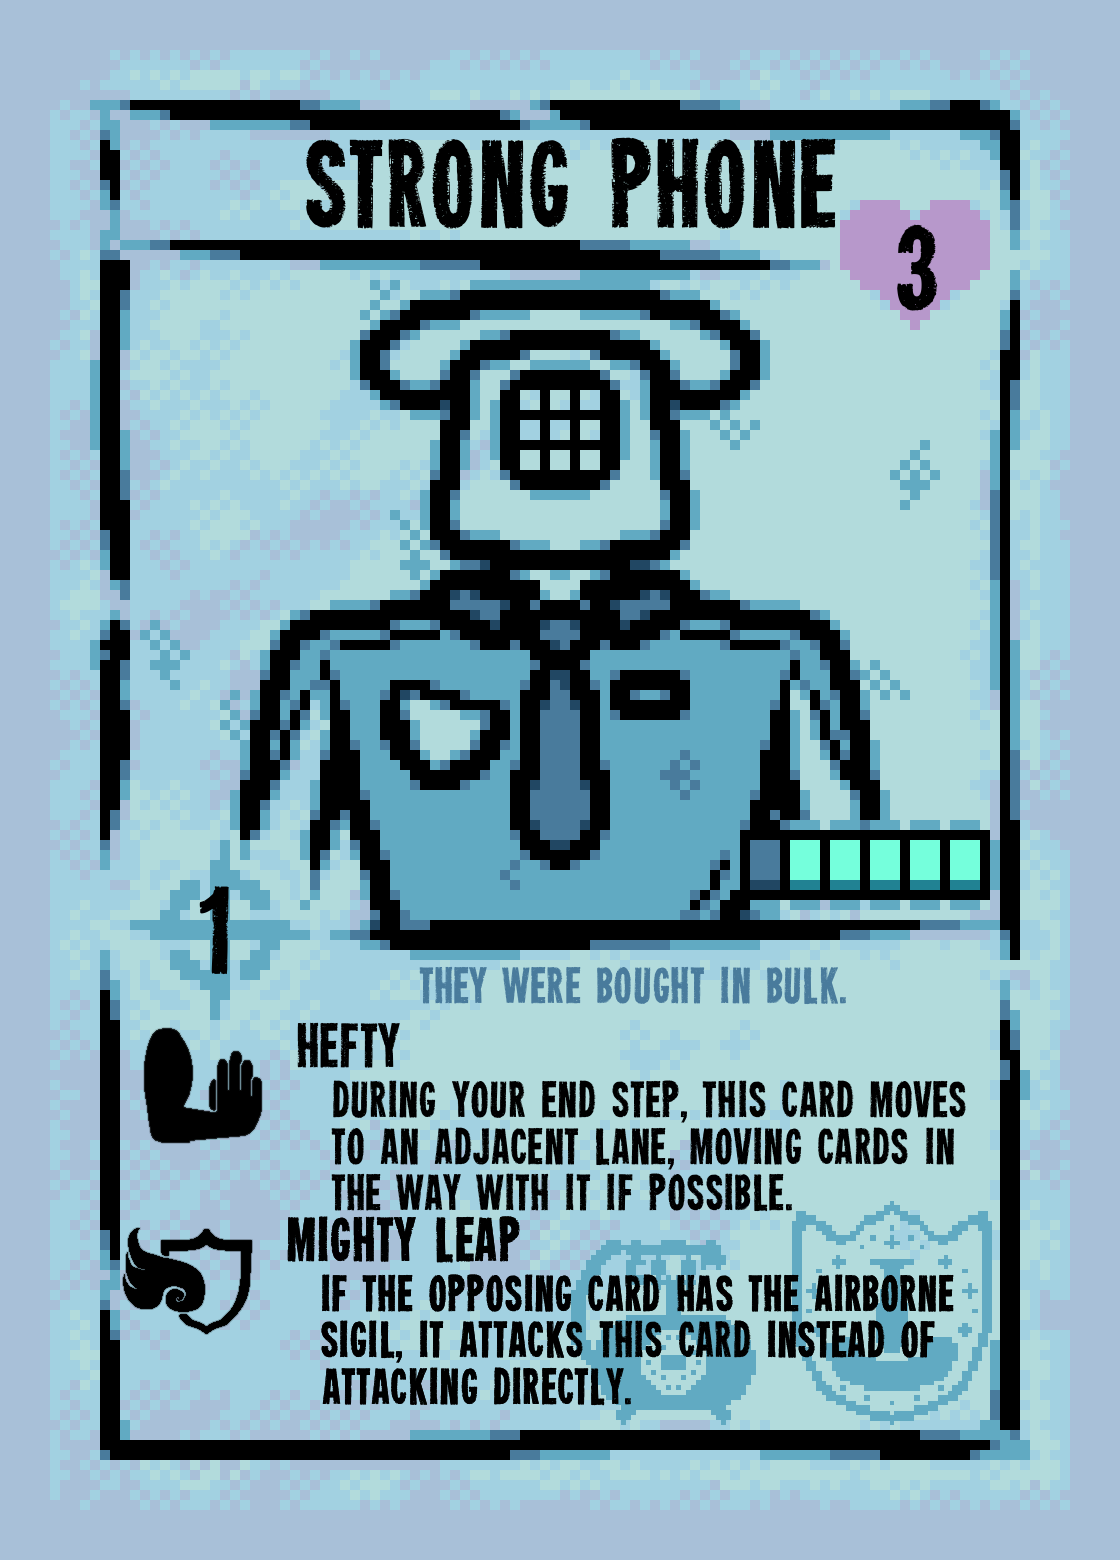 STRONG PHONE
3
1
THEY WERE BOUGHT IN BULK.
HEFTY
DURING YOUR END STEP, THIS CARD MOVES
TO AN ADJACENT LANE, MOVING CARDS IN
THE WAY WITH IT IF POSSIBLE.
MIGHTY LEAP
IF THE OPPOSING CARD HAS THE AIRBORNE
SIGIL, IT ATTACKS THIS CARD INSTEAD OF
ATTACKING DIRECTLY.